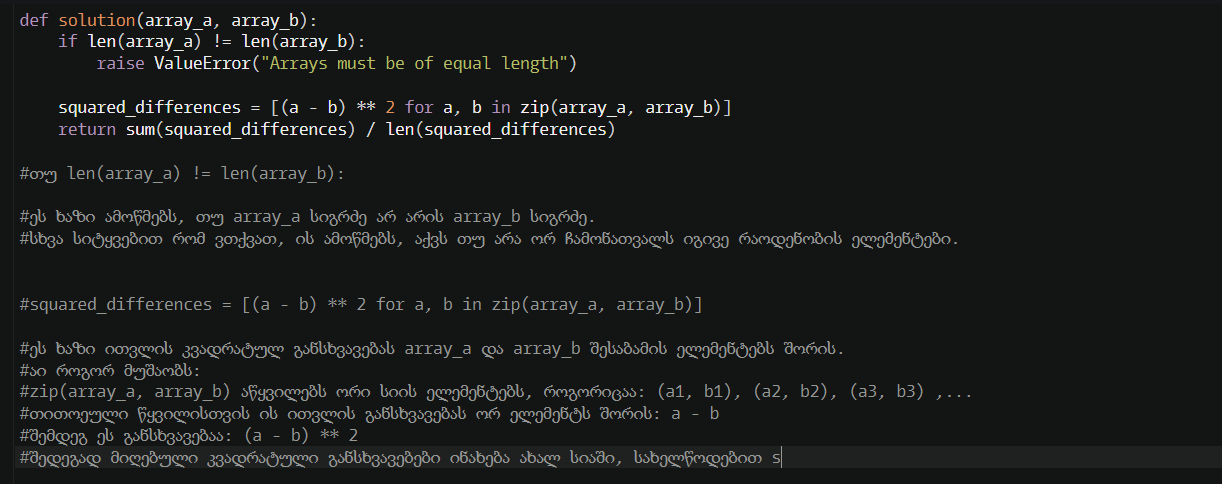 def solution(array_a, array_b):
    if len(array_a) != len(array_b):
        raise ValueError("Arrays must be of equal length")
    squared_differences = [(a - b) ** 2 for a, b in zip(array_a, array_b)]
    return sum(squared_differences) / len(squared_differences)
#თუ len(array_a) != len(array_b):
#ეს ხაზი ამოწმებს, თუ array_a სიგრძე არ არის array_b სიგრძე.
#სხვა სიტყვებით რომ ვთქვათ, ის ამოწმებს, აქვს თუ არა ორ ჩამონათვალს იგივე რაოდენობის ელემენტები.
#squared_differences = [(a - b) ** 2 for a, b in zip(array_a, array_b)]
#ეს ხაზი ითვლის კვადრატულ განსხვავებას array_a და array_b შესაბამის ელემენტებს შორის.
#აი როგორ მუშაობს:
#zip(array_a, array_b) აწყვილებს ორი სიის ელემენტებს, როგორიცაა: (a1, b1), (a2, b2), (a3, b3) ,...
#თითოეული წყვილისთვის ის ითვლის განსხვავებას ორ ელემენტს შორის: a - b
#შემდეგ ეს განსხვავებაა: (a - b) ** 2
#შედეგად მიღებული კვადრატული განსხვავებები ინახება ახალ სიაში, სახელწოდებით s